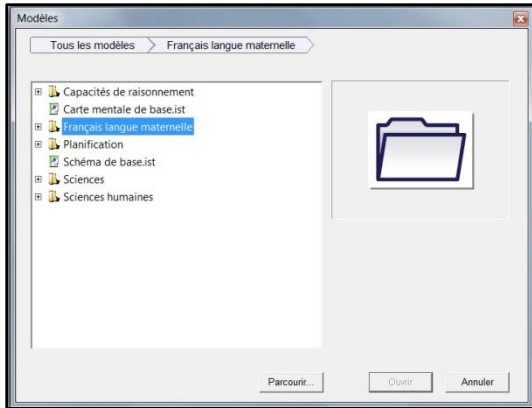 Modèles
Tous les modèles Français langue maternelle
Capacités de raisonnement
Carte mentale de base.ist
Français langue maternelle
Planification
Schéma de base.ist
Sciences
Sciences humaines
Parcourir... Ouvrir Annuler